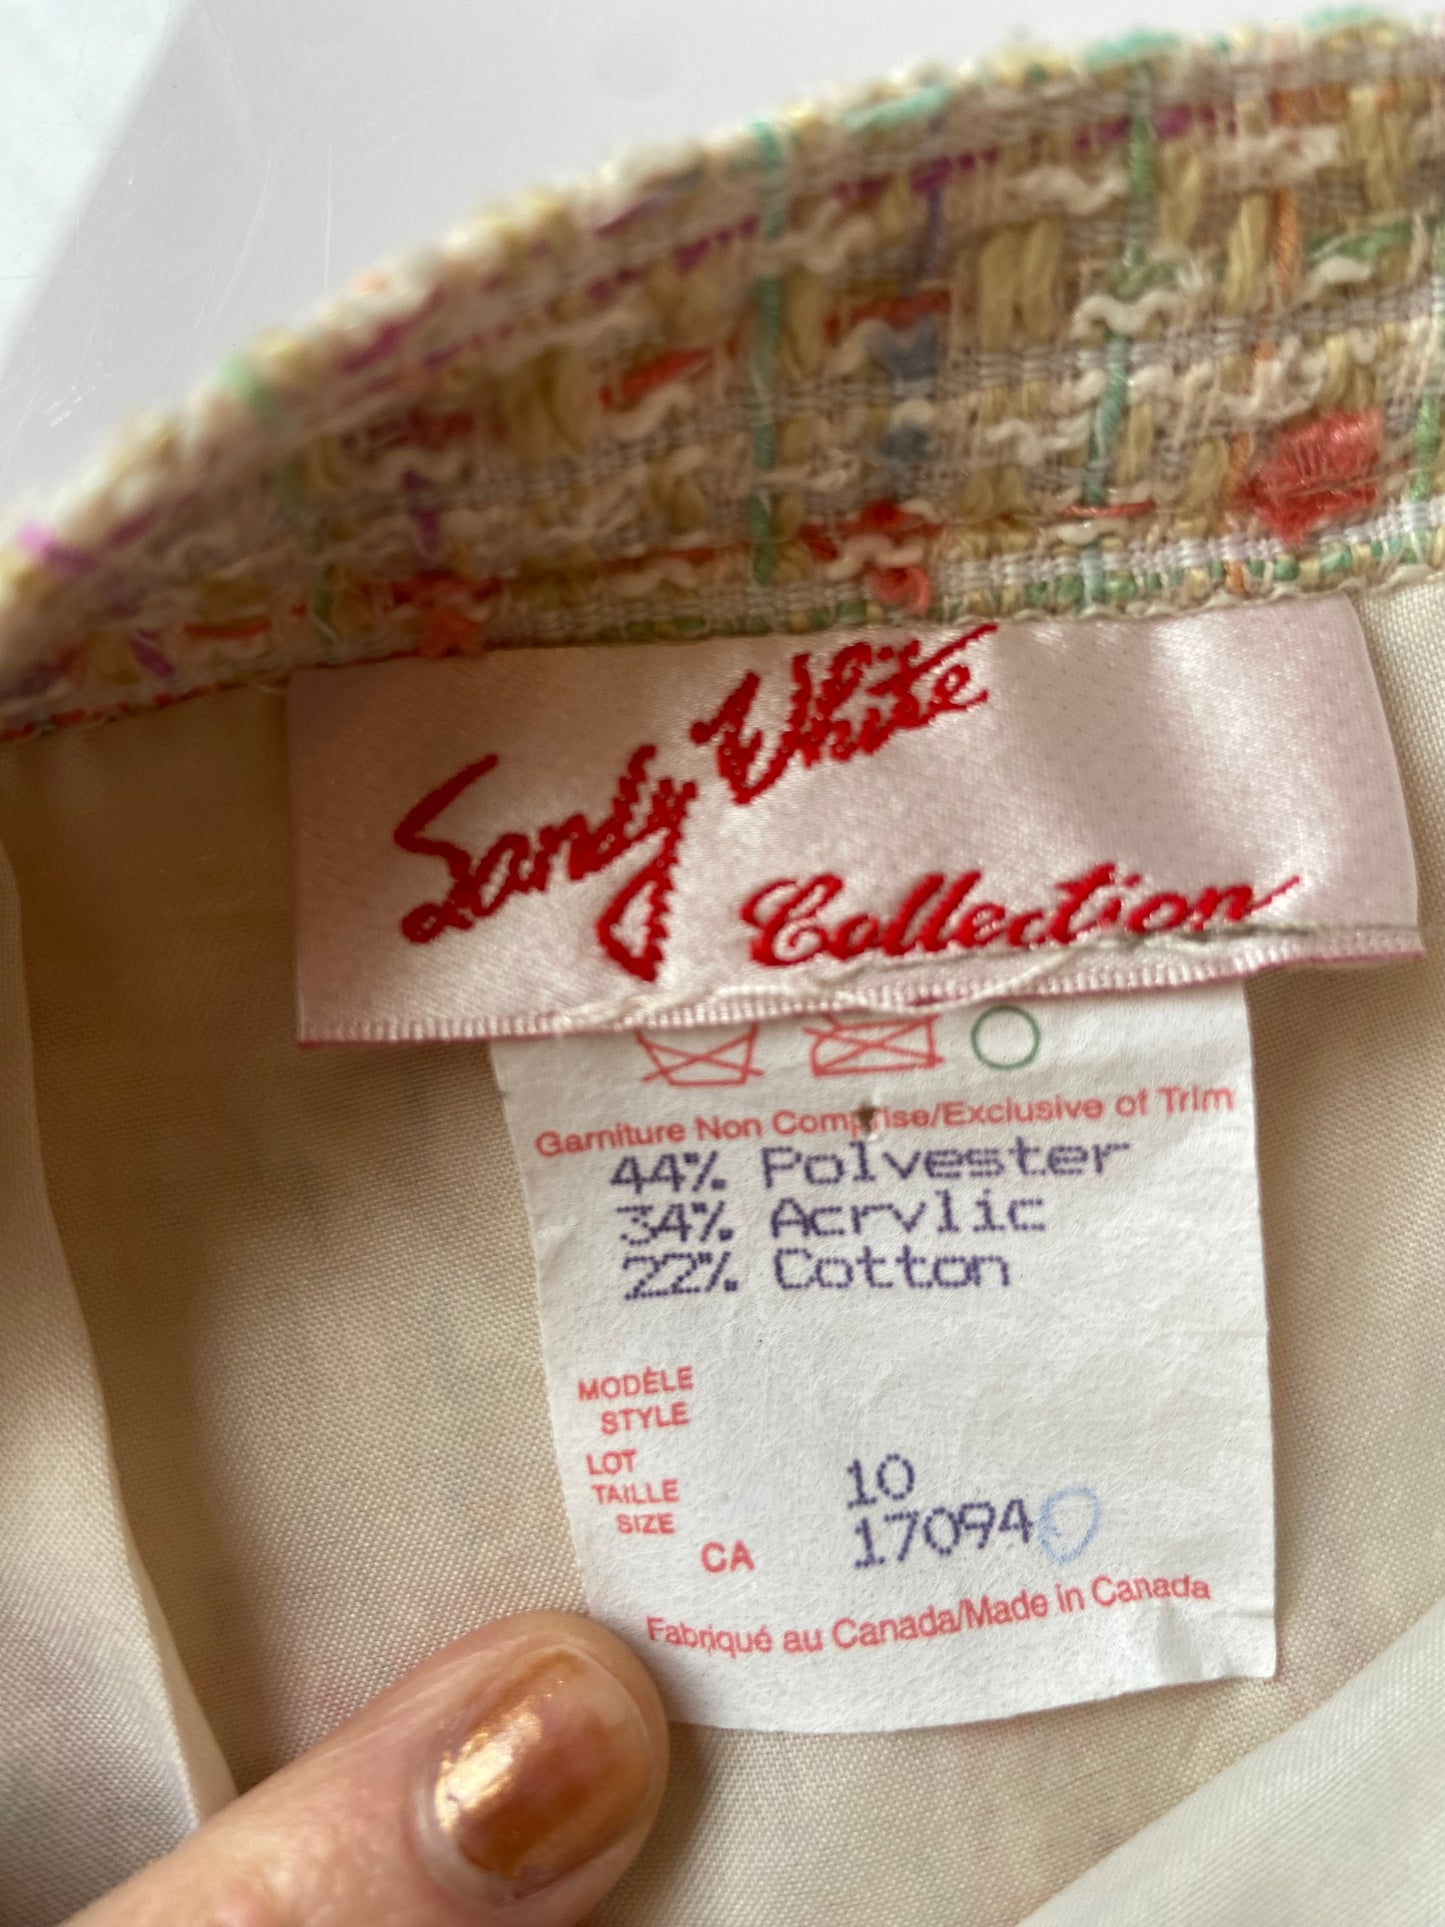 Sandy White
Collection
Garniture Non Comprise/Exclusive of Trim
44% Polyester
34% Acrylic
22% Cotton
MODÈLE
STYLE
LOT
TAILLE
SIZE
10
CA 17094
Fabriqué au Canada/Made in Canada